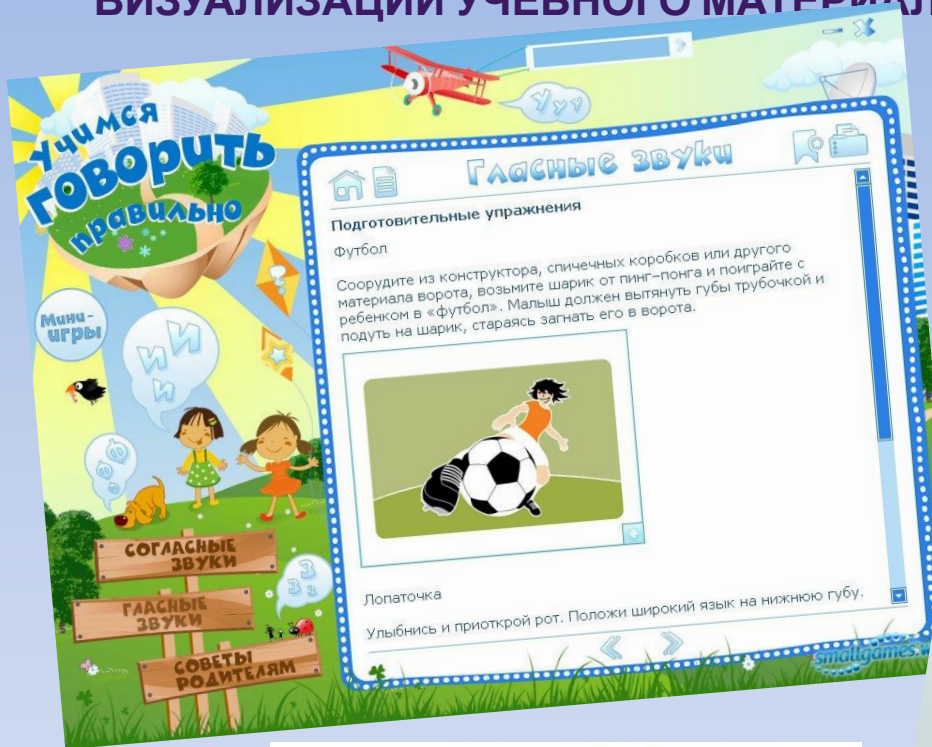 ВИЗУАЛИЗАЦИИ УЧЕБНОГО МАТЕРИАЛ
Учимся
говорить
правильно
Ууу
Гласные звуки
Подготовительные упражнения
Футбол
Соорудите из конструктора, спичечных коробков или другого
материала ворота, возьмите шарик от пинг-понга и поиграйте с
ребенком в «футбол». Малыш должен вытянуть губы трубочкой и
подуть на шарик, стараясь загнать его в ворота.
Мини-
игры
И И
И
Ф Ф Ф
СОГЛАСНЫЕ
ЗВУКИ
З З З
ГЛАСНЫЕ
ЗВУКИ
СОВЕТЫ
РОДИТЕЛЯМ
Лопаточка
Улыбнись и приоткрой рот. Положи широкий язык на нижнюю губу.
smallgames.w